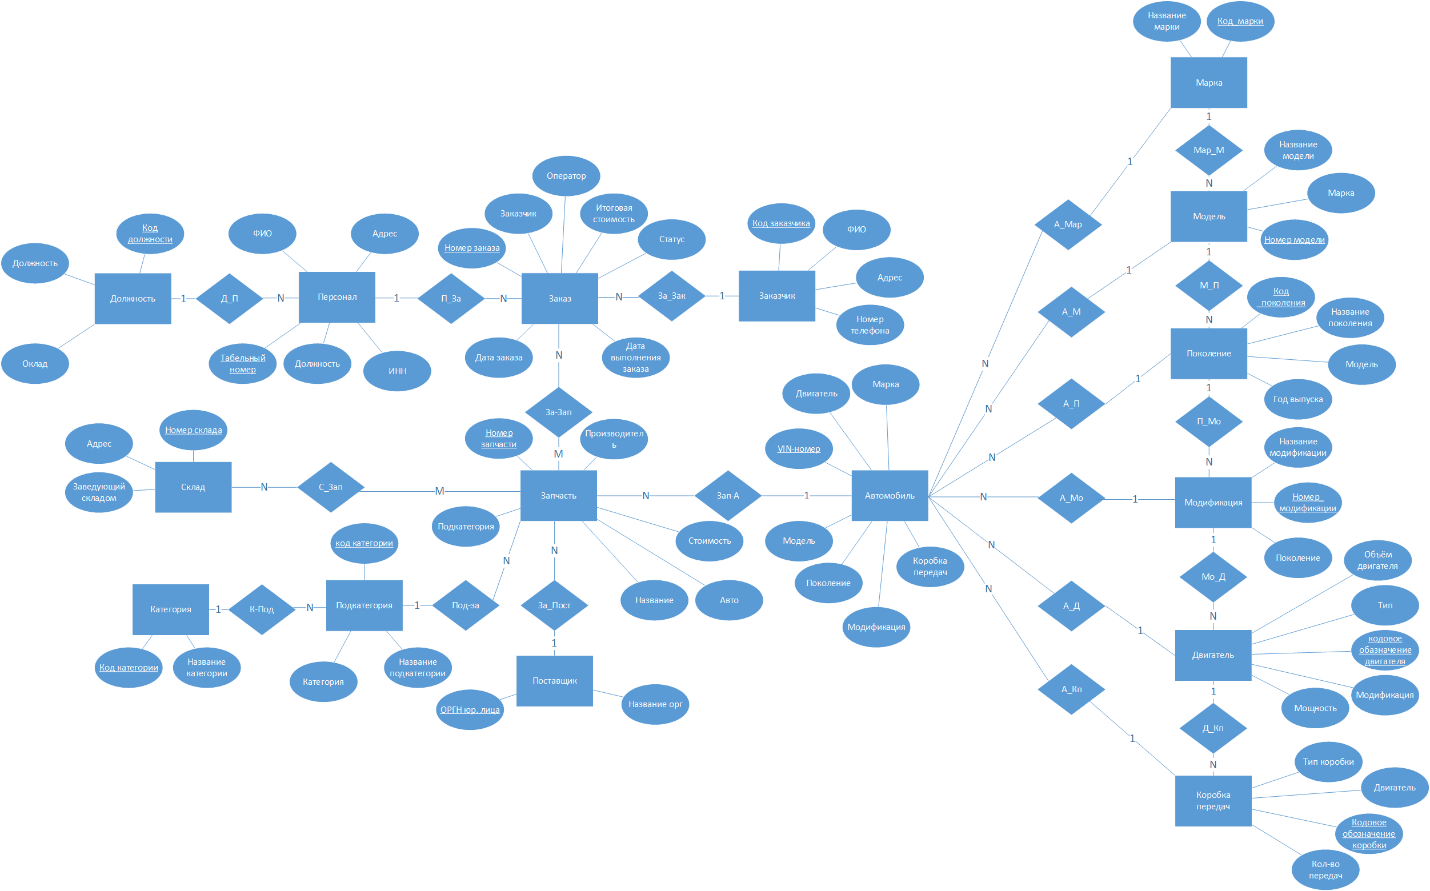 Название
марки
Код_марки
Марка
1
Мар_М
N
1
Название
модели
Марка
Номер модели
Модель
А_Мар
1
1
М_П
N
Код
_поколения
Название
поколения
Модель
Год выпуска
Поколение
А_М
N
1
1
П_Мо
N
А_П
N
1
Название
модификации
Номер_
модификации
Поколение
Модификация
N
А_Мо
1
N
1
Мо_Д
N
Объём
двигателя
Тип
кодовое
обазначение
двигателя
Модификация
Мощность
Двигатель
N
А_Д
1
1
Д_Кп
N
N
А_Кп
1
Тип коробки
Двигатель
Кодовое
обозначение
коробки
Кол-во
передач
Коробка
передач
Код
должности
Должность
Оклад
Должность
1
Д_П
N
ФИО
Адрес
Персонал
Табельный
номер
Должность
ИНН
1
П_За
N
Оператор
Заказчик
Итоговая
стоимость
Номер заказа
Статус
Заказ
Дата заказа
Дата
выполнения
заказа
N
За_Зак
1
Код заказчика
ФИО
Адрес
Номер
телефона
Заказчик
N
За-Зап
M
Номер склада
Адрес
Заведующий
складом
Склад
N
С_Зап
M
Номер
запчасти
Производител
ь
Запчасть
Подкатегория
Стоимость
Название
Авто
N
Зап-А
1
Двигатель
Марка
VIN-номер
Автомобиль
Модель
Поколение
Коробка
передач
Модификация
код категории
Категория
1
К-Под
N
Подкатегория
1
Под-за
N
Код категории
Название
категории
Категория
Название
подкатегории
N
За_Пост
1
Поставщик
ОРГН юр. лица
Название орг